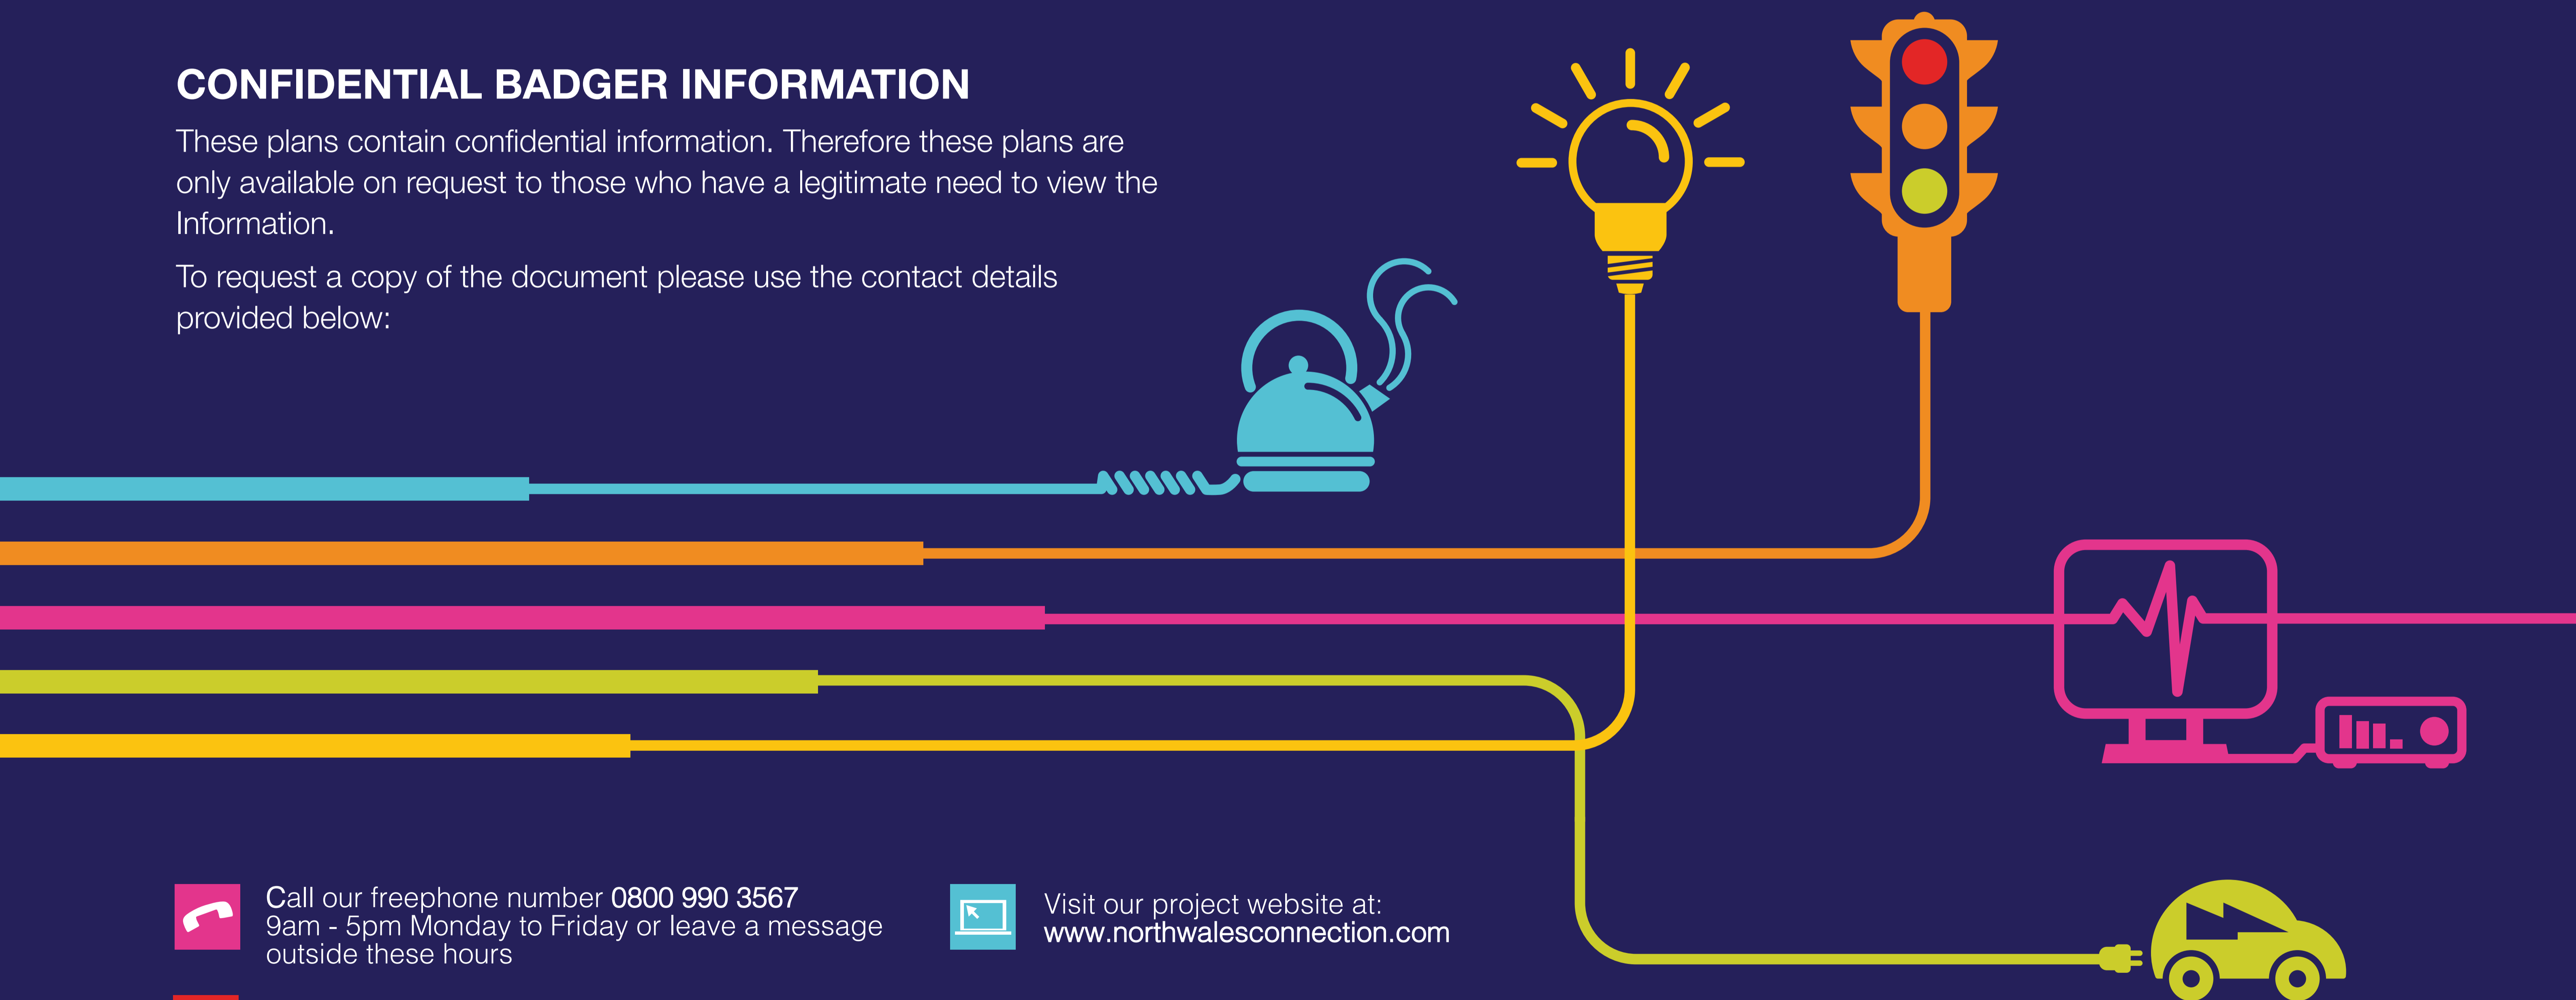 CONFIDENTIAL BADGER INFORMATION
These plans contain confidential information. Therefore these plans are
only available on request to those who have a legitimate need to view the
Information.
To request a copy of the document please use the contact details
provided below:
Call our freephone number 0800 990 3567
9am - 5pm Monday to Friday or leave a message
outside these hours
Visit our project website at:
www.northwalesconnection.com